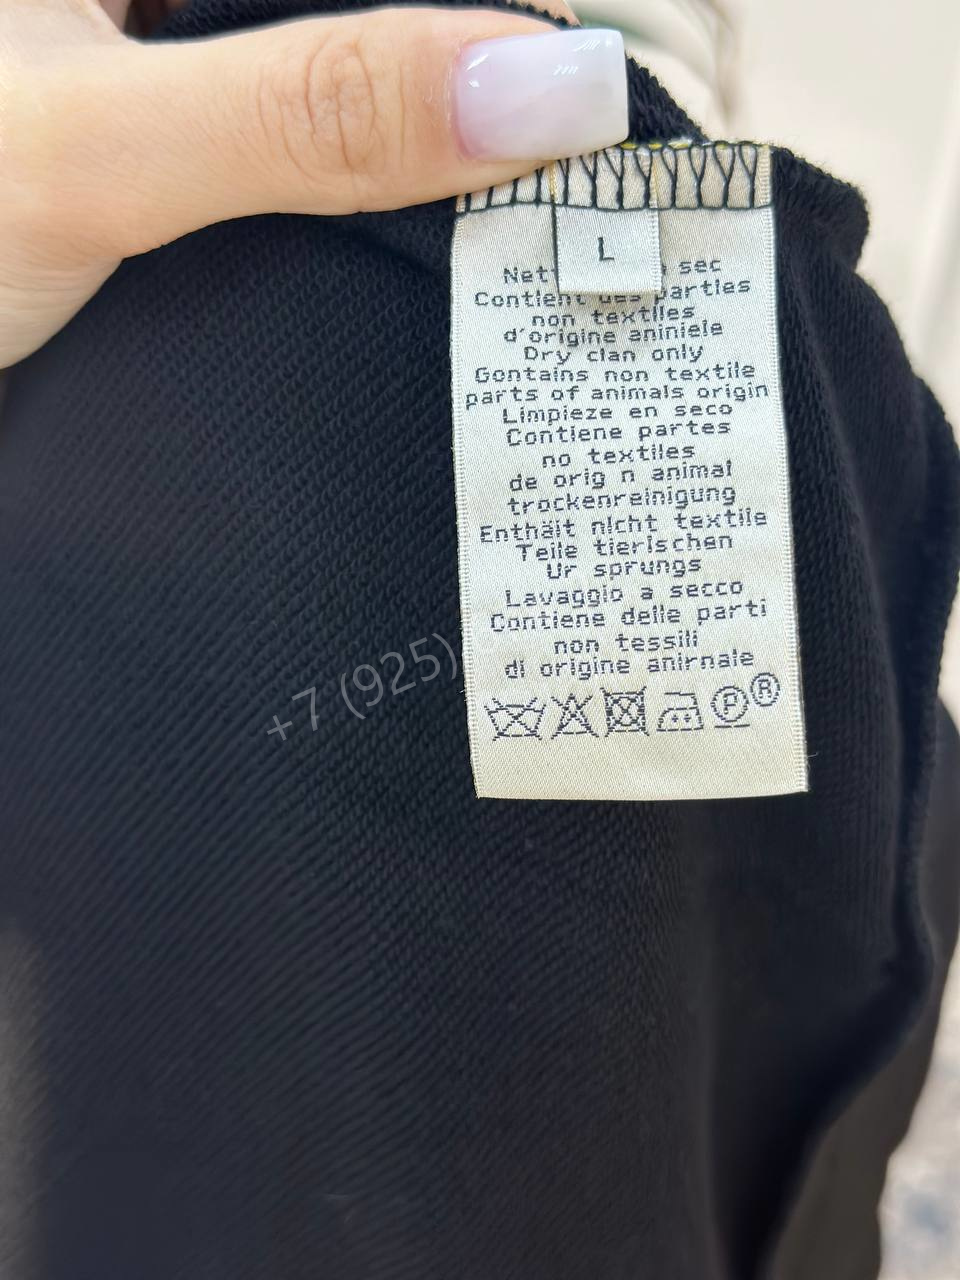 L
sec
Contient des parties
non textiles
d'origine aniniele
Dry clan only
Gontains non textile
parts of animals origin
Limpieze en seco
Contiene partes
no textiles
de orig n animal
trockenreinigung
Enthält nicht textile
Teile tierischen
Ur sprungs
Lavaggio a secco
Contiene delle parti
non tessili
di origine anirnale
P ®
+7 (925)